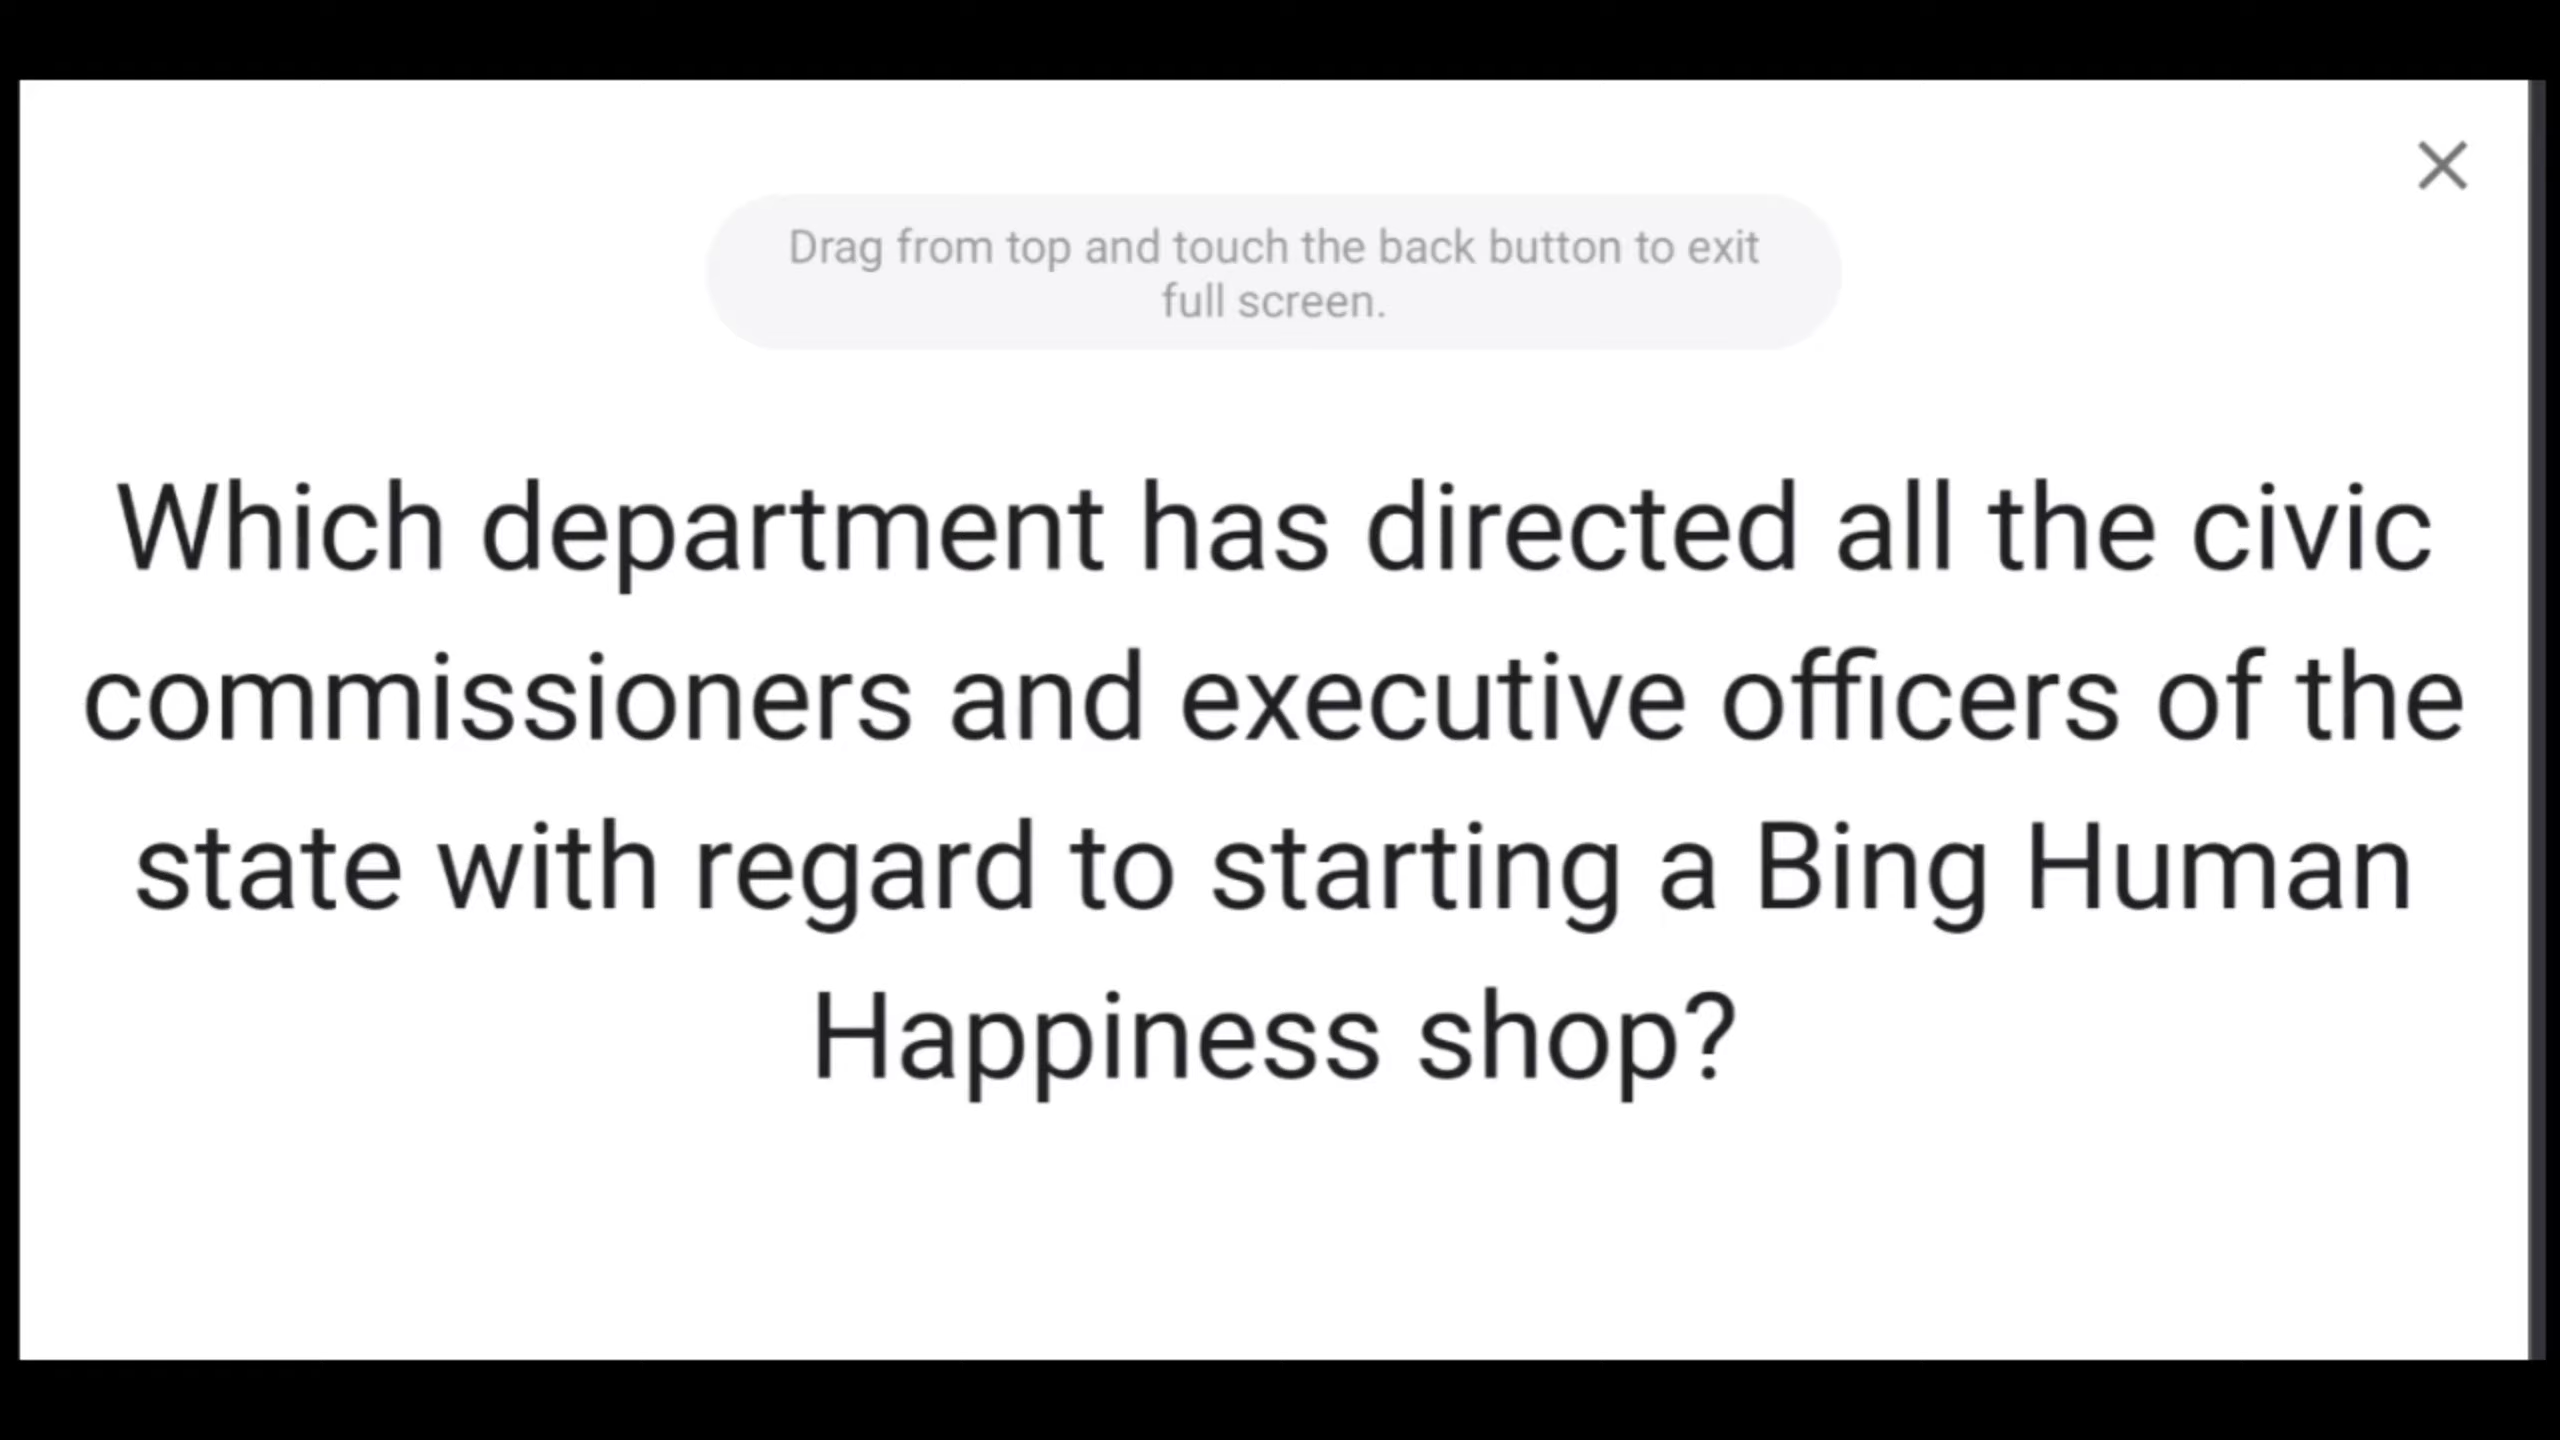 Drag from top and touch the back button to exit
full screen.
Which department has directed all the civic
commissioners and executive officers of the
state with regard to starting a Bing Human
Happiness shop?